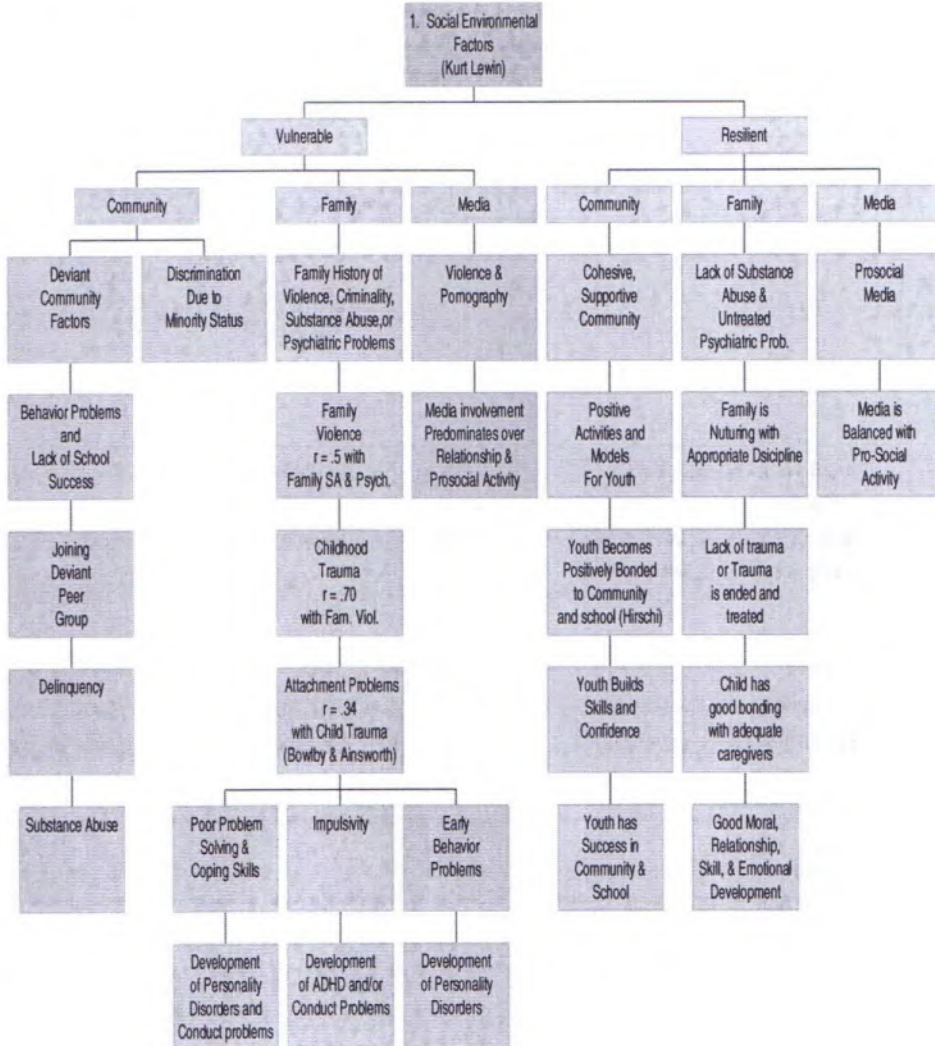 1. Social Environmental
Factors
(Kurt Lewin)
Vulnerable
Resilient
Community
Family
Media
Community
Family
Media
Deviant
Community
Factors
Discrimination
Due to
Minority Status
Family History of
Violence, Criminality,
Substance Abuse,or
Psychiatric Problems
Violence &
Pornography
Cohesive,
Supportive
Community
Lack of Substance
Abuse &
Untreated
Psychiatric Prob.
Prosocial
Media
Behavior Problems
and
Lack of School
Success
Family
Violence
r = .5 with
Family SA & Psych.
Media involvement
Predominates over
Relationship &
Prosocial Activity
Positive
Activities and
Models
For Youth
Family is
Nuturing with
Appropriate Dsicipline
Media is
Balanced with
Pro-Social
Activity
Joining
Deviant
Peer
Group
Childhood
Trauma
r = .70
with Fam. Viol.
Youth Becomes
Positively Bonded
to Community
and school (Hirschi)
Lack of trauma
or Trauma
is ended and
treated
Delinquency
Attachment Problems
r = .34
with Child Trauma
(Bowlby & Ainsworth)
Youth Builds
Skills and
Confidence
Child has
good bonding
with adequate
caregivers
Substance Abuse
Poor Problem
Solving &
Coping Skills
Impulsivity
Early
Behavior
Problems
Youth has
Success in
Community &
School
Good Moral,
Relationship,
Skill, & Emotional
Development
Development
of Personality
Disorders and
Conduct problems
Development
of ADHD and/or
Conduct Problems
Development
of Personality
Disorders